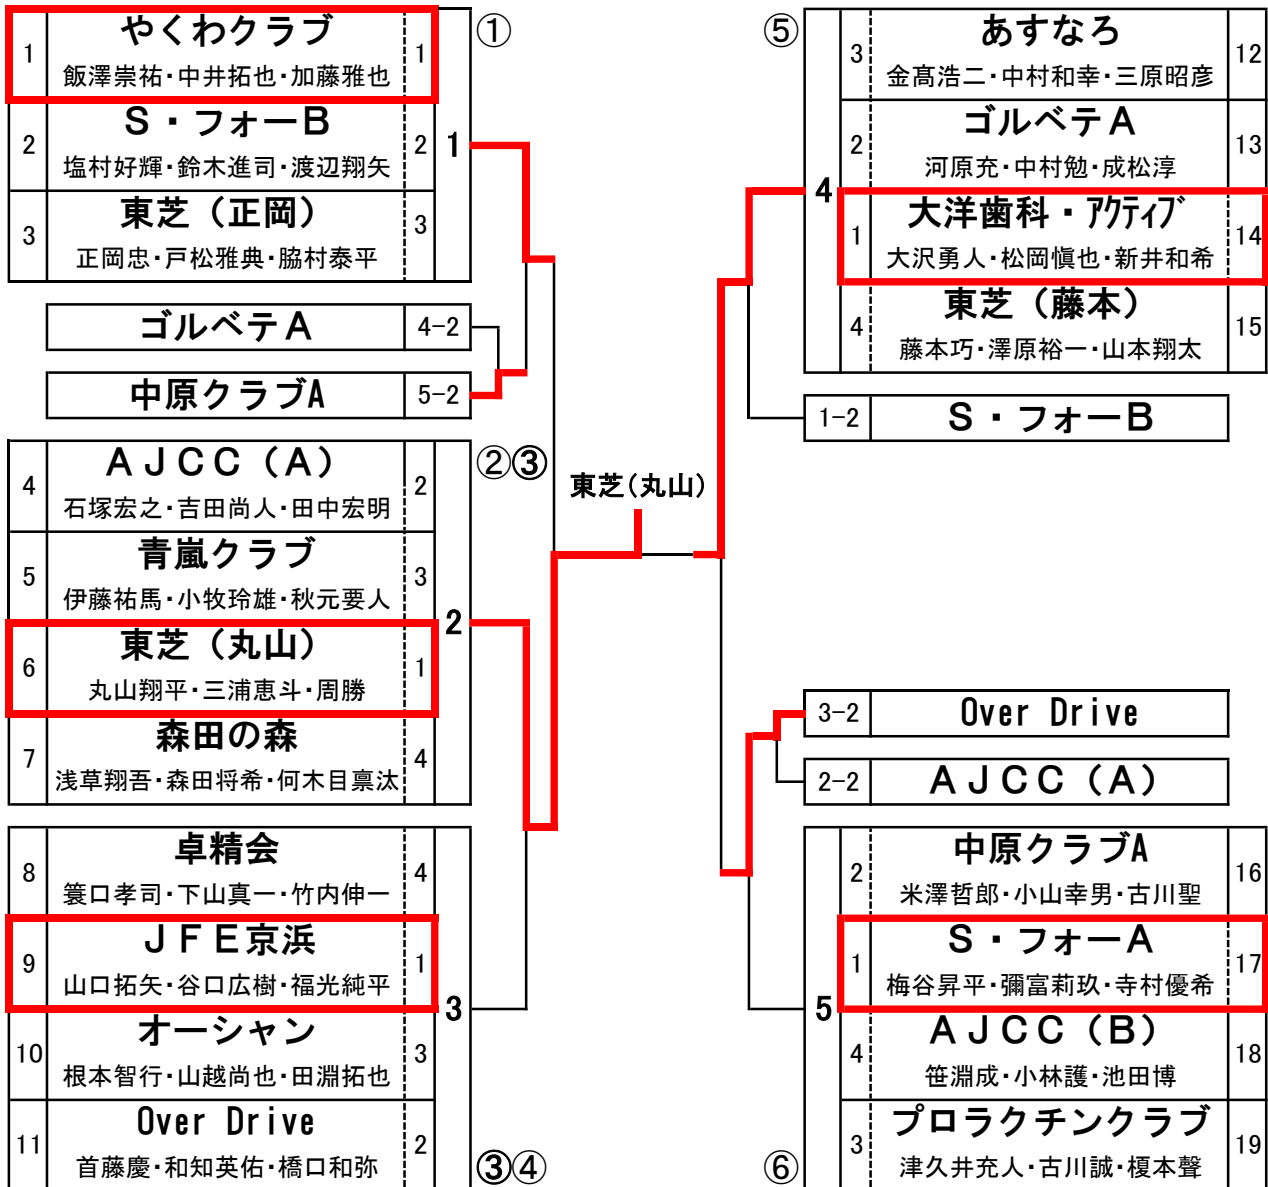 ①
1
やくわクラブ
飯澤崇祐・中井拓也・加藤雅也
1
2
S・フォーB
塩村好輝・鈴木進司・渡辺翔矢
2
1
3
東芝（正岡）
正岡忠・戸松雅典・脇村泰平
3
ゴルベテA
4-2
中原クラブA
5-2
②③
4
AJCC（A）
石塚宏之・吉田尚人・田中宏明
2
5
青嵐クラブ
伊藤祐馬・小牧玲雄・秋元要人
3
2
6
東芝（丸山）
丸山翔平・三浦恵斗・周勝
1
7
森田の森
浅草翔吾・森田将希・何木目禀汰
4
8
卓精会
簑口孝司・下山真一・竹内伸一
4
9
JFE京浜
山口拓矢・谷口広樹・福光純平
1
3
10
オーシャン
根本智行・山越尚也・田淵拓也
3
11
Over Drive
首藤慶・和知英佑・橋口和弥
2
③④
東芝(丸山)
⑤
3
あすなろ
金髙浩二・中村和幸・三原昭彦
12
2
ゴルベテA
河原充・中村勉・成松淳
13
4
1
大洋歯科・アクティブ
大沢勇人・松岡愼也・新井和希
14
4
東芝（藤本）
藤本巧・澤原裕一・山本翔太
15
1-2
S・フォーB
3-2
Over Drive
2-2
AJCC（A）
2
中原クラブA
米澤哲郎・小山幸男・古川聖
16
1
S・フォーA
梅谷昇平・彌富莉玖・寺村優希
17
5
4
AJCC（B）
笹淵成・小林護・池田博
18
3
プロラクチンクラブ
津久井充人・古川誠・榎本聲
19
⑥